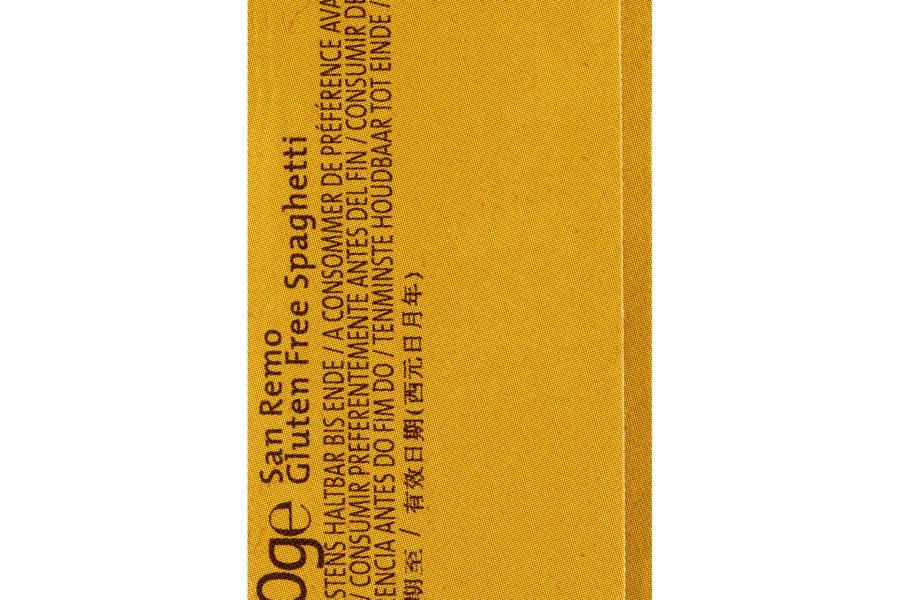 0g e
San Remo
Gluten Free Spaghetti
STENS HALTBAR BIS ENDE / A CONSOMMER DE PRÉFÉRENCE AVA
/ CONSUMIR PREFERENTEMENTE ANTES DEL FIN / CONSUMIR DE
ENCIA ANTES DO FIM DO / TENMINSTE HOUDBAAR TOT EINDE /
期至 / 有效日期(西元日月年)